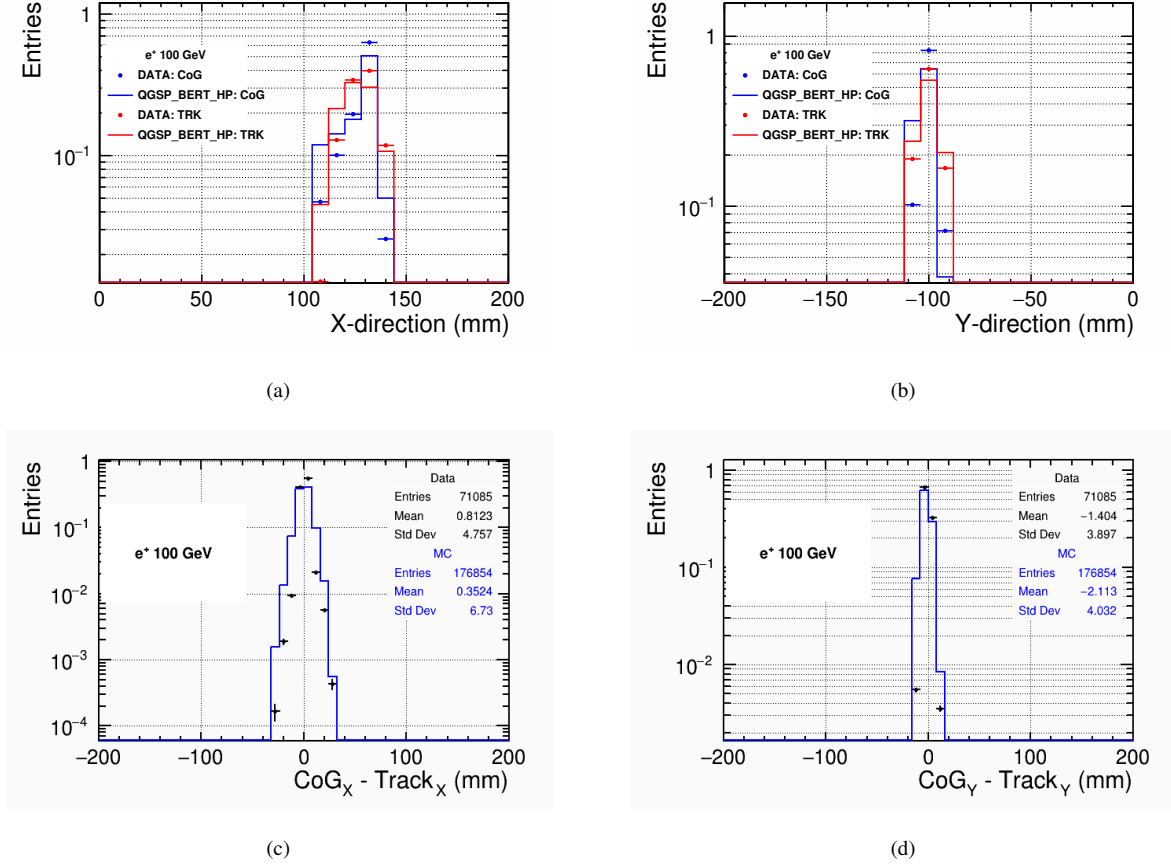 Entries
1
10⁻¹
e⁺ 100 GeV
DATA: CoG
QGSP_BERT_HP: CoG
DATA: TRK
QGSP_BERT_HP: TRK
0 50 100 150 200
X-direction (mm)
(a)
Entries
1
10⁻¹
e⁺ 100 GeV
DATA: CoG
QGSP_BERT_HP: CoG
DATA: TRK
QGSP_BERT_HP: TRK
−200 −150 −100 −50 0
Y-direction (mm)
(b)
Entries
1
10⁻¹
10⁻²
10⁻³
10⁻⁴
e⁺ 100 GeV
Data
Entries 71085
Mean 0.8123
Std Dev 4.757
MC
Entries 176854
Mean 0.3524
Std Dev 6.73
−200 −100 0 100 200
CoG_X - Track_X (mm)
(c)
Entries
1
10⁻¹
10⁻²
e⁺ 100 GeV
Data
Entries 71085
Mean −1.404
Std Dev 3.897
MC
Entries 176854
Mean −2.113
Std Dev 4.032
−200 −100 0 100 200
CoG_Y - Track_Y (mm)
(d)